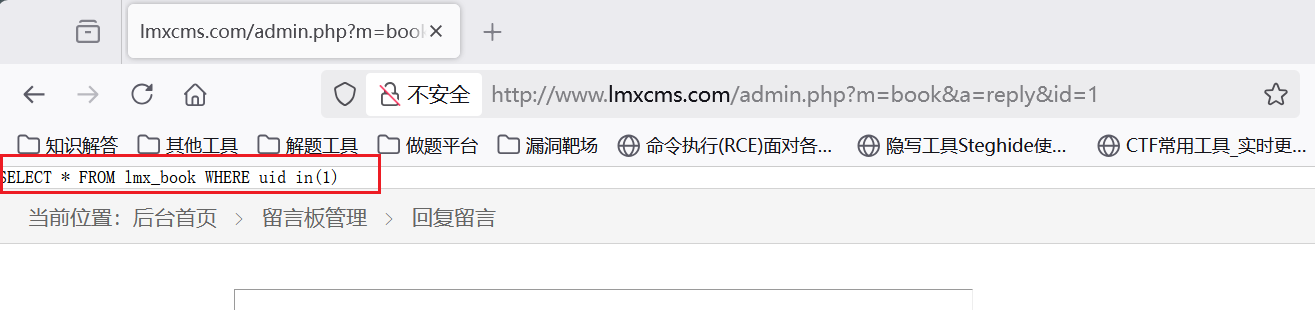 lmxcms.com/admin.php?m=book
不安全 http://www.lmxcms.com/admin.php?m=book&a=reply&id=1
知识解答 其他工具 解题工具 做题平台 漏洞靶场 命令执行(RCE)面对各... 隐写工具Steghide使... CTF常用工具_实时更...
SELECT * FROM lmx_book WHERE uid in(1)
当前位置：后台首页 > 留言板管理 > 回复留言